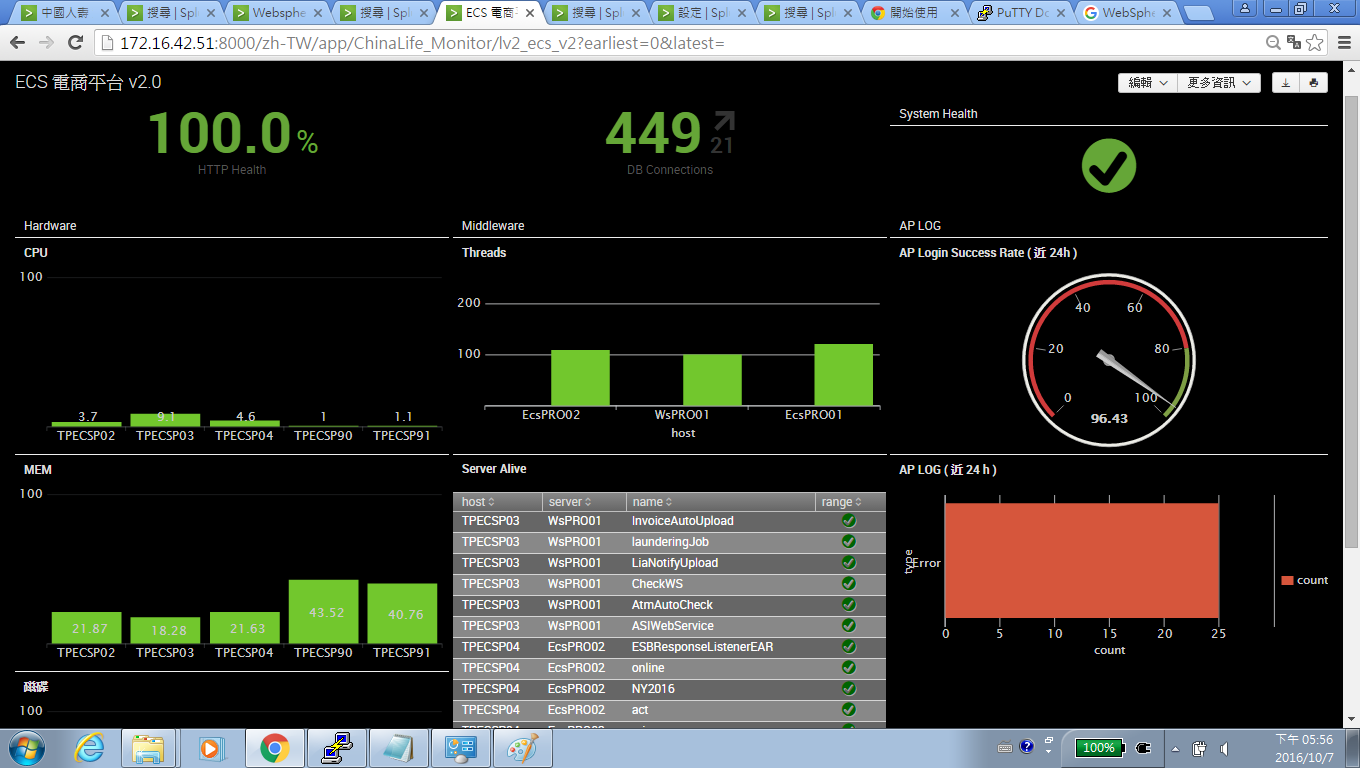 中國人壽
搜尋 | Spl
Websphe
搜尋 | Spl
ECS 電商平
搜尋 | Spl
設定 | Spl
搜尋 | Spl
開始使用
PuTTY Do
WebSphe
172.16.42.51:8000/zh-TW/app/ChinaLife_Monitor/lv2_ecs_v2?earliest=0&latest=
ECS 電商平台 v2.0
編輯
更多資訊
100.0 %
HTTP Health
449
21
DB Connections
System Health
Hardware
CPU
100
3.7
9.1
4.6
1
1.1
TPECSP02
TPECSP03
TPECSP04
TPECSP90
TPECSP91
Middleware
Threads
200
100
EcsPRO02
WsPRO01
EcsPRO01
host
AP LOG
AP Login Success Rate ( 近 24h )
0
20
40
60
80
100
96.43
MEM
100
21.87
18.28
21.63
43.52
40.76
TPECSP02
TPECSP03
TPECSP04
TPECSP90
TPECSP91
磁碟
100
Server Alive
host server name range
TPECSP03 WsPRO01 InvoiceAutoUpload
TPECSP03 WsPRO01 launderingJob
TPECSP03 WsPRO01 LiaNotifyUpload
TPECSP03 WsPRO01 CheckWS
TPECSP03 WsPRO01 AtmAutoCheck
TPECSP03 WsPRO01 ASIWebService
TPECSP04 EcsPRO02 ESBResponseListenerEAR
TPECSP04 EcsPRO02 online
TPECSP04 EcsPRO02 NY2016
TPECSP04 EcsPRO02 act
AP LOG ( 近 24 h )
type
Error
0 5 10 15 20 25
count
count
100%
下午 05:56
2016/10/7